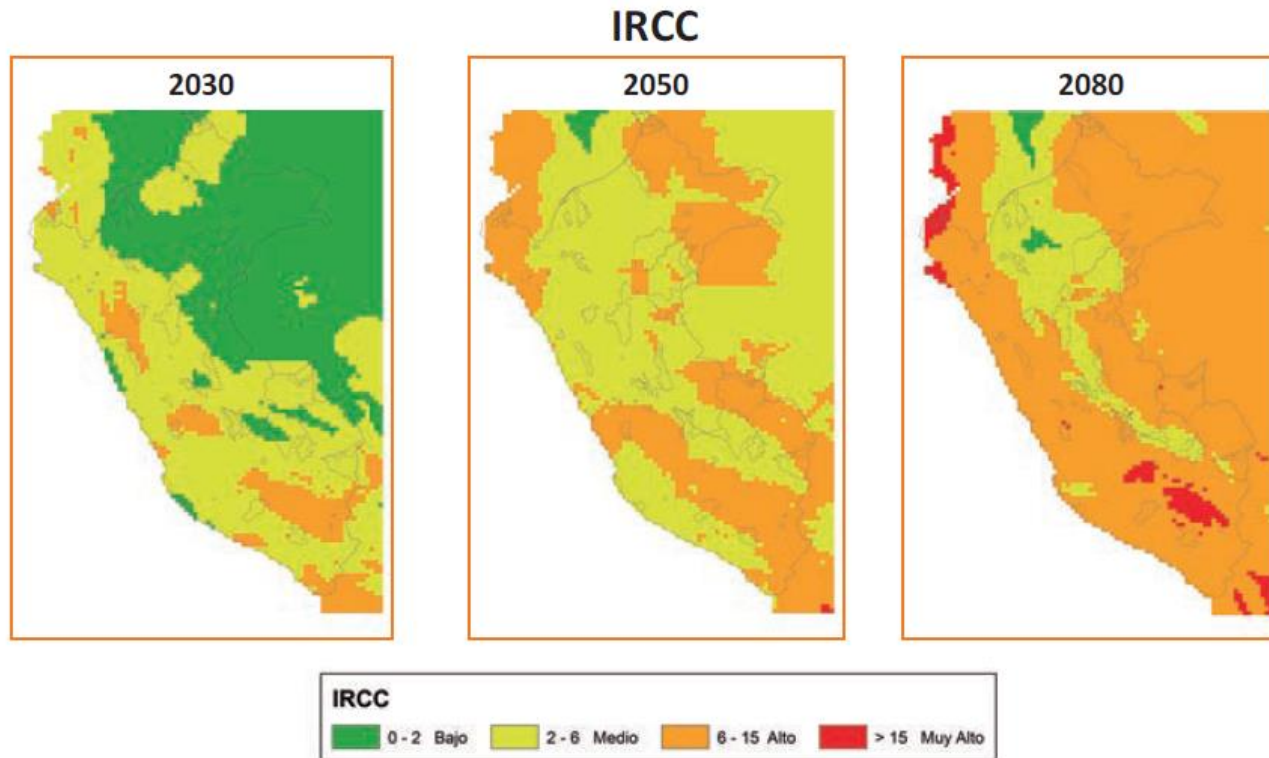 IRCC
2030
2050
2080
IRCC
0 - 2 Bajo
2 - 6 Medio
6 - 15 Alto
> 15 Muy Alto